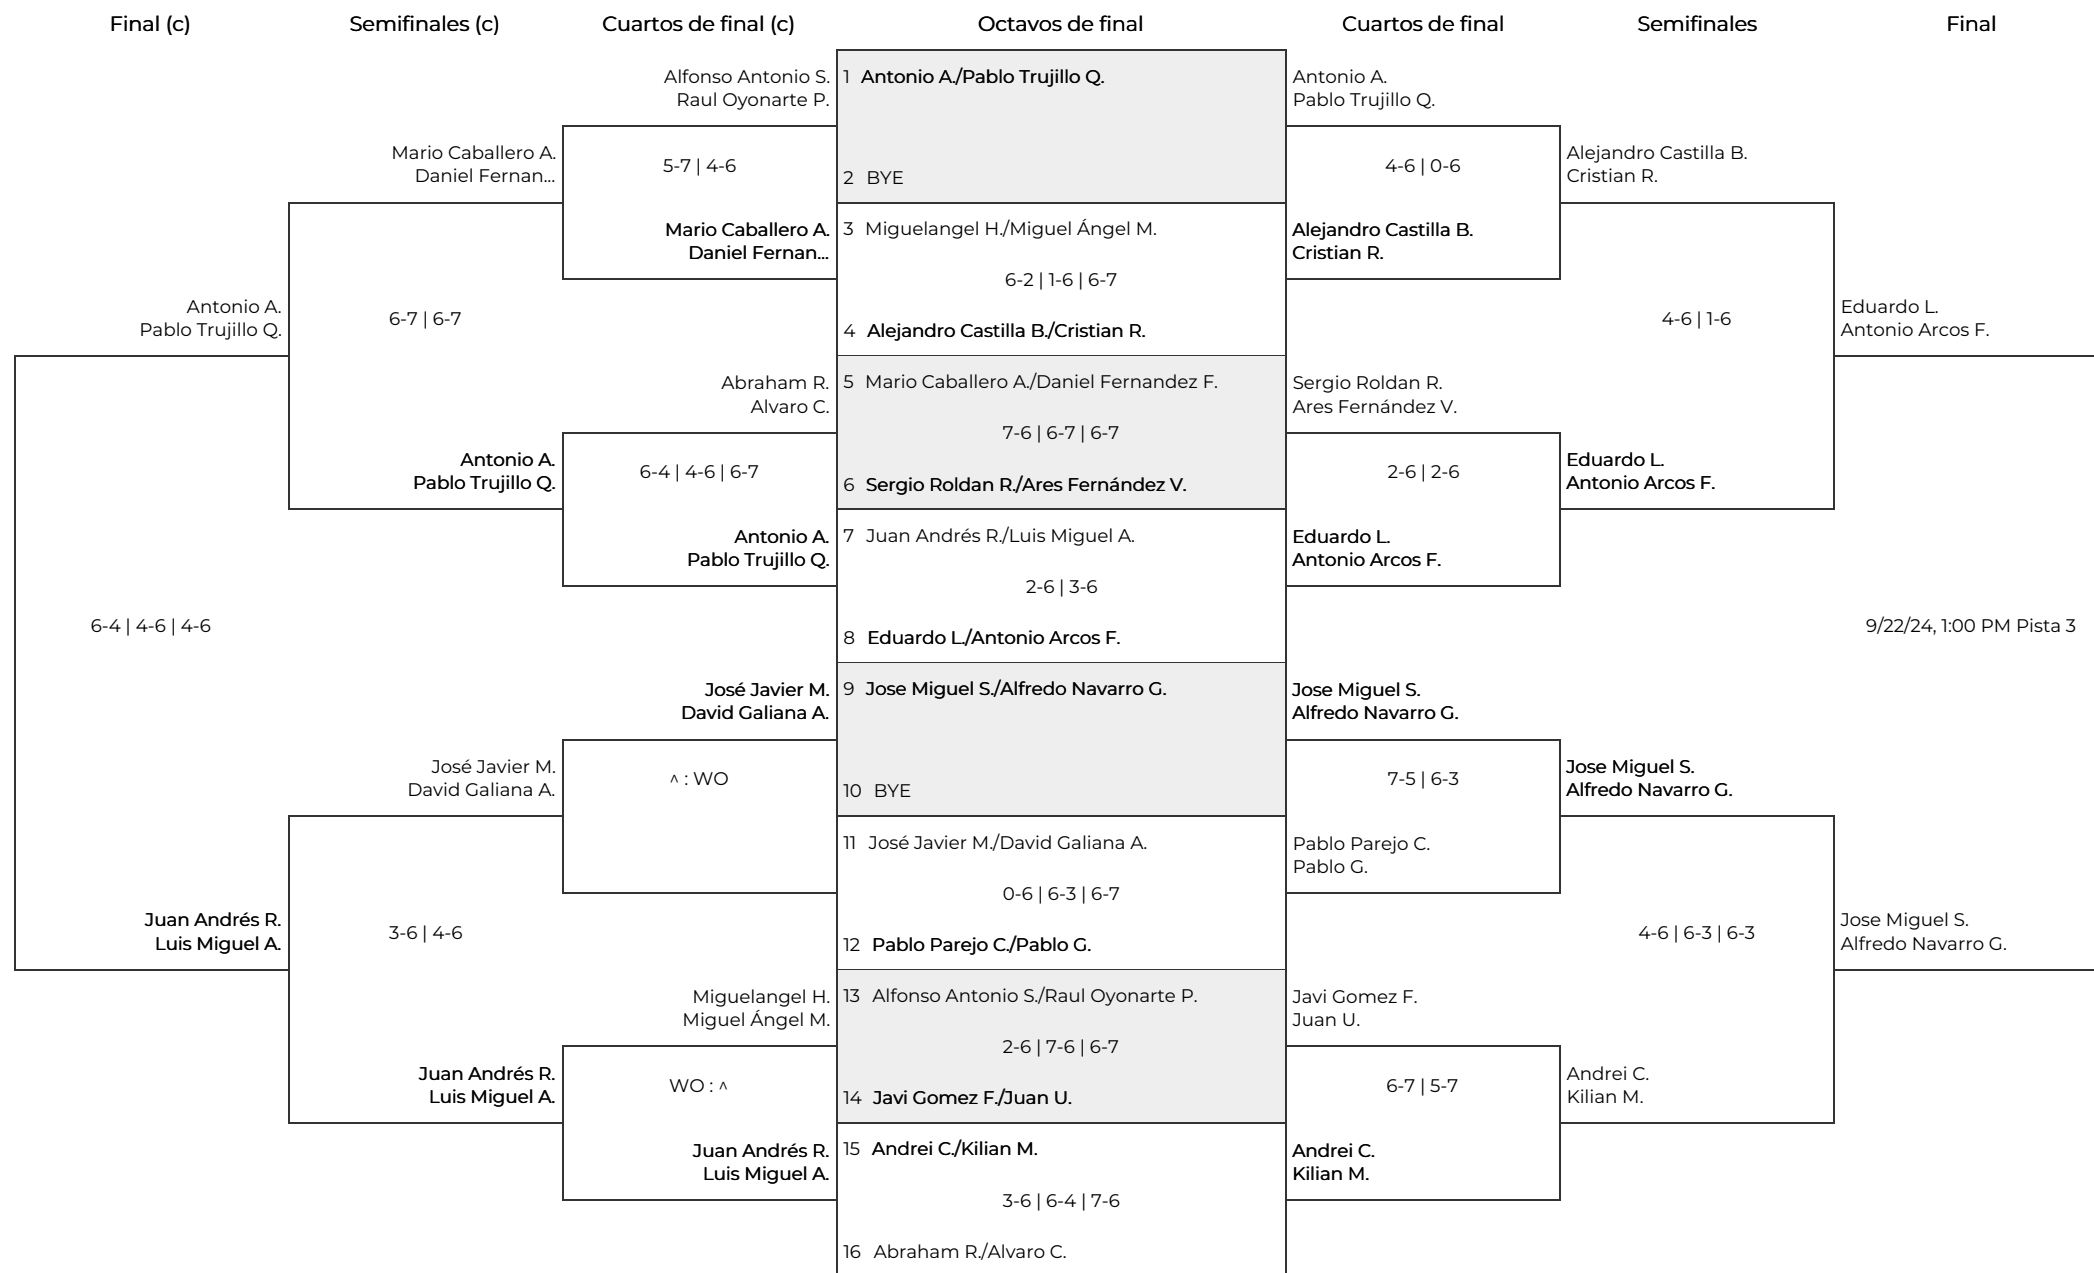 Final (c)
Semifinales (c)
Cuartos de final (c)
Octavos de final
Cuartos de final
Semifinales
Final
Antonio A.
Pablo Trujillo Q.
6-4 | 4-6 | 4-6
Juan Andrés R.
Luis Miguel A.
Mario Caballero A.
Daniel Fernan...
6-7 | 6-7
Antonio A.
Pablo Trujillo Q.
José Javier M.
David Galiana A.
3-6 | 4-6
Juan Andrés R.
Luis Miguel A.
Alfonso Antonio S.
Raul Oyonarte P.
5-7 | 4-6
Mario Caballero A.
Daniel Fernan...
Abraham R.
Alvaro C.
6-4 | 4-6 | 6-7
Antonio A.
Pablo Trujillo Q.
José Javier M.
David Galiana A.
^ : WO
Miguelangel H.
Miguel Ángel M.
WO : ^
Juan Andrés R.
Luis Miguel A.
1 Antonio A./Pablo Trujillo Q.
2 BYE
3 Miguelangel H./Miguel Ángel M.
6-2 | 1-6 | 6-7
4 Alejandro Castilla B./Cristian R.
5 Mario Caballero A./Daniel Fernandez F.
7-6 | 6-7 | 6-7
6 Sergio Roldan R./Ares Fernández V.
7 Juan Andrés R./Luis Miguel A.
2-6 | 3-6
8 Eduardo L./Antonio Arcos F.
9 Jose Miguel S./Alfredo Navarro G.
10 BYE
11 José Javier M./David Galiana A.
0-6 | 6-3 | 6-7
12 Pablo Parejo C./Pablo G.
13 Alfonso Antonio S./Raul Oyonarte P.
2-6 | 7-6 | 6-7
14 Javi Gomez F./Juan U.
15 Andrei C./Kilian M.
3-6 | 6-4 | 7-6
16 Abraham R./Alvaro C.
Antonio A.
Pablo Trujillo Q.
4-6 | 0-6
Alejandro Castilla B.
Cristian R.
Sergio Roldan R.
Ares Fernández V.
2-6 | 2-6
Eduardo L.
Antonio Arcos F.
Jose Miguel S.
Alfredo Navarro G.
7-5 | 6-3
Pablo Parejo C.
Pablo G.
Javi Gomez F.
Juan U.
6-7 | 5-7
Andrei C.
Kilian M.
Alejandro Castilla B.
Cristian R.
4-6 | 1-6
Eduardo L.
Antonio Arcos F.
Jose Miguel S.
Alfredo Navarro G.
4-6 | 6-3 | 6-3
Andrei C.
Kilian M.
Eduardo L.
Antonio Arcos F.
9/22/24, 1:00 PM Pista 3
Jose Miguel S.
Alfredo Navarro G.